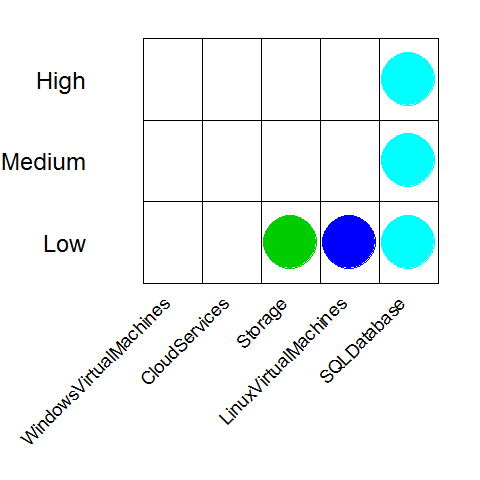 High
Medium
Low
WindowsVirtualMachines
CloudServices
Storage
LinuxVirtualMachines
SQLDatabase